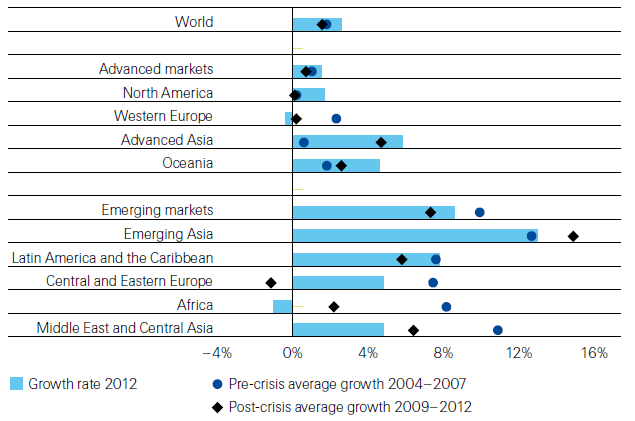 World
Advanced markets
North America
Western Europe
Advanced Asia
Oceania
Emerging markets
Emerging Asia
Latin America and the Caribbean
Central and Eastern Europe
Africa
Middle East and Central Asia
–4% 0% 4% 8% 12% 16%
Growth rate 2012 Pre-crisis average growth 2004–2007
Post-crisis average growth 2009–2012